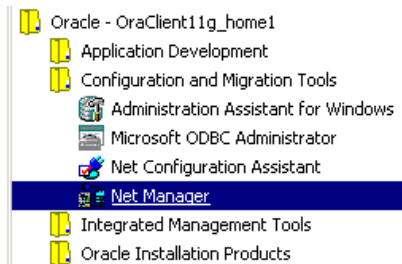 Oracle - OraClient11g_home1
Application Development
Configuration and Migration Tools
Administration Assistant for Windows
Microsoft ODBC Administrator
Net Configuration Assistant
Net Manager
Integrated Management Tools
Oracle Installation Products